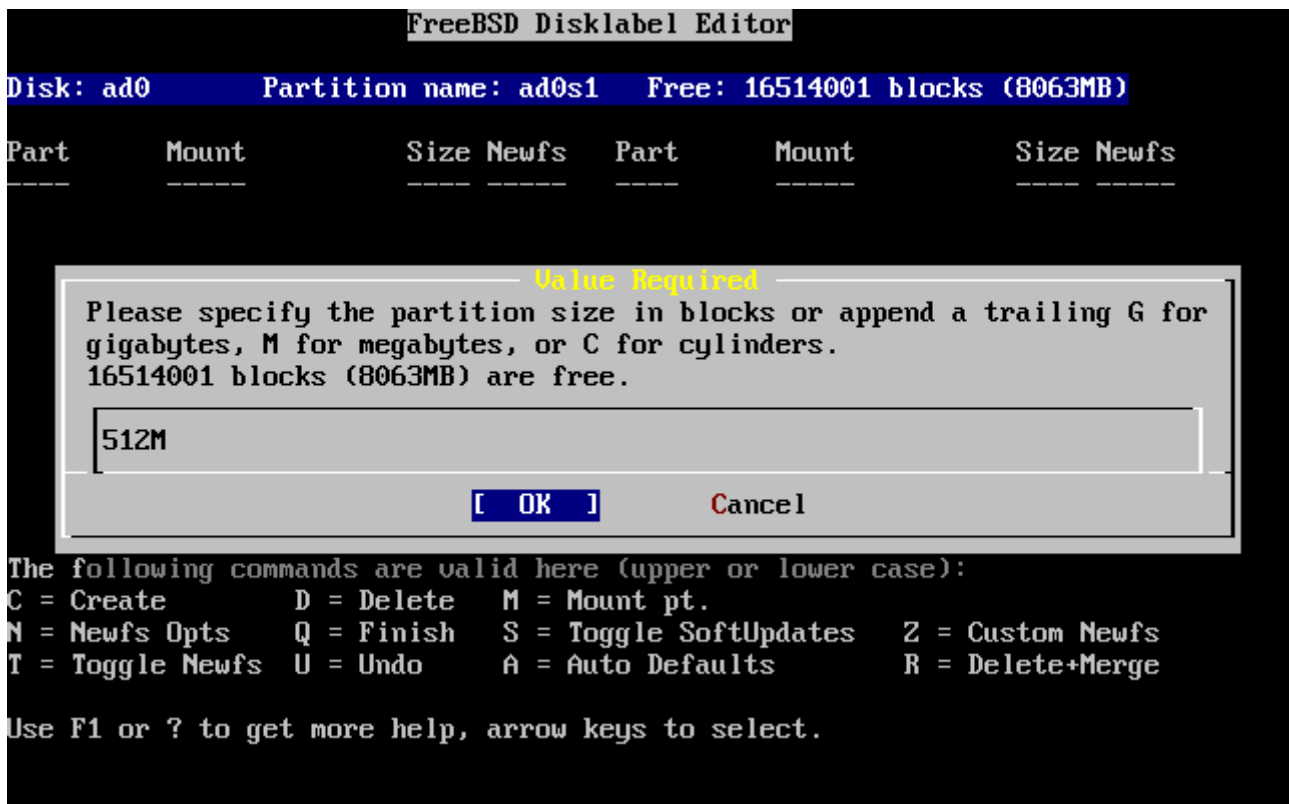 FreeBSD Disklabel Editor
Disk: ad0 Partition name: ad0s1 Free: 16514001 blocks (8063MB)
Part Mount Size Newfs Part Mount Size Newfs
---- ----- ---- ----- ---- ----- ---- -----
Value Required
Please specify the partition size in blocks or append a trailing G for
gigabytes, M for megabytes, or C for cylinders.
16514001 blocks (8063MB) are free.
512M
[ OK ] Cancel
The following commands are valid here (upper or lower case):
C = Create D = Delete M = Mount pt.
N = Newfs Opts Q = Finish S = Toggle SoftUpdates Z = Custom Newfs
T = Toggle Newfs U = Undo A = Auto Defaults R = Delete+Merge
Use F1 or ? to get more help, arrow keys to select.